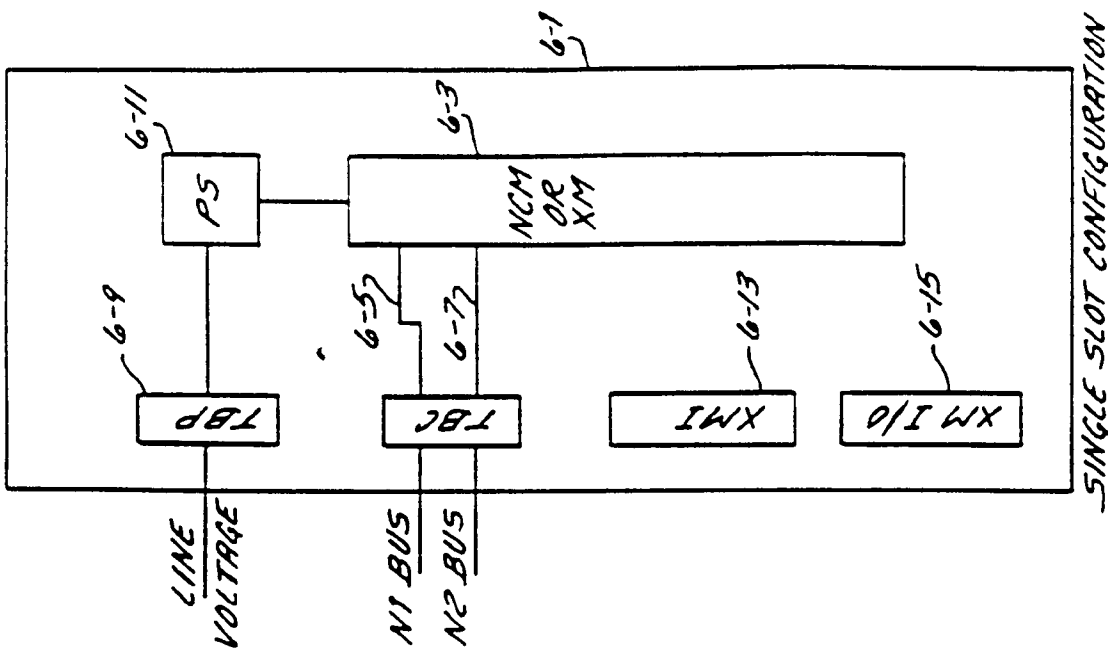 LINE
VOLTAGE
N1 BUS
N2 BUS
6-9
TBP
6-11
PS
TBC
6-5
6-7
6-3
NCM
OR
XM
6-1
XMI
6-13
XM I/O
6-15
SINGLE SLOT CONFIGURATION